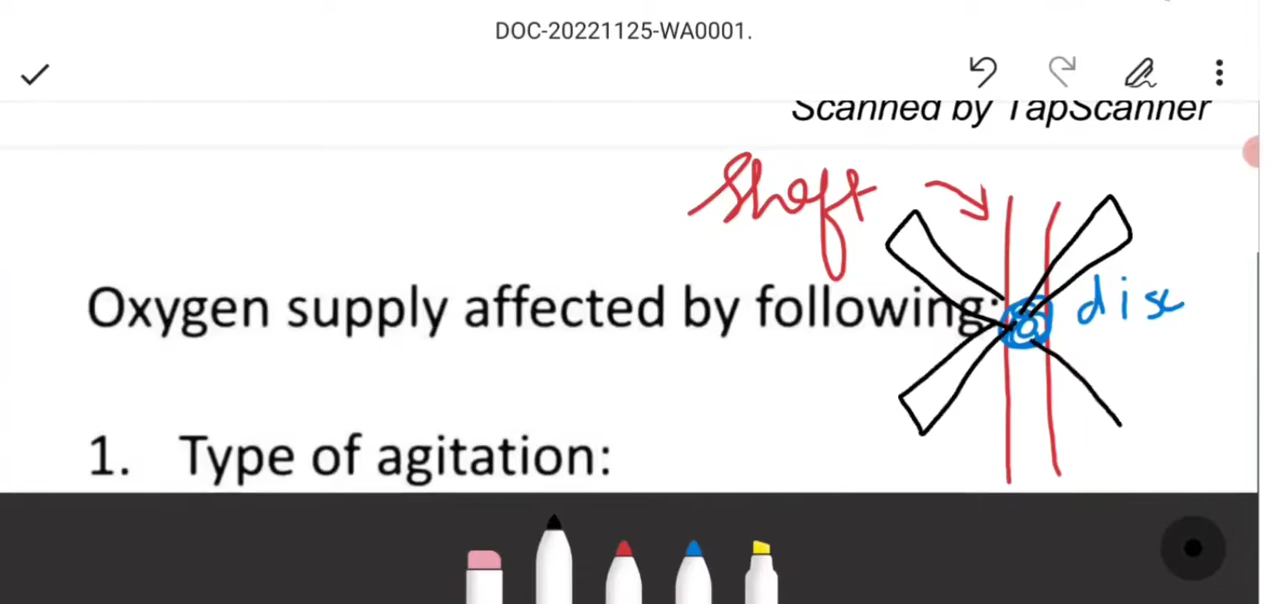 DOC-20221125-WA0001.
Scanned by TapScanner
shaft
Oxygen supply affected by following:
disc
1. Type of agitation: